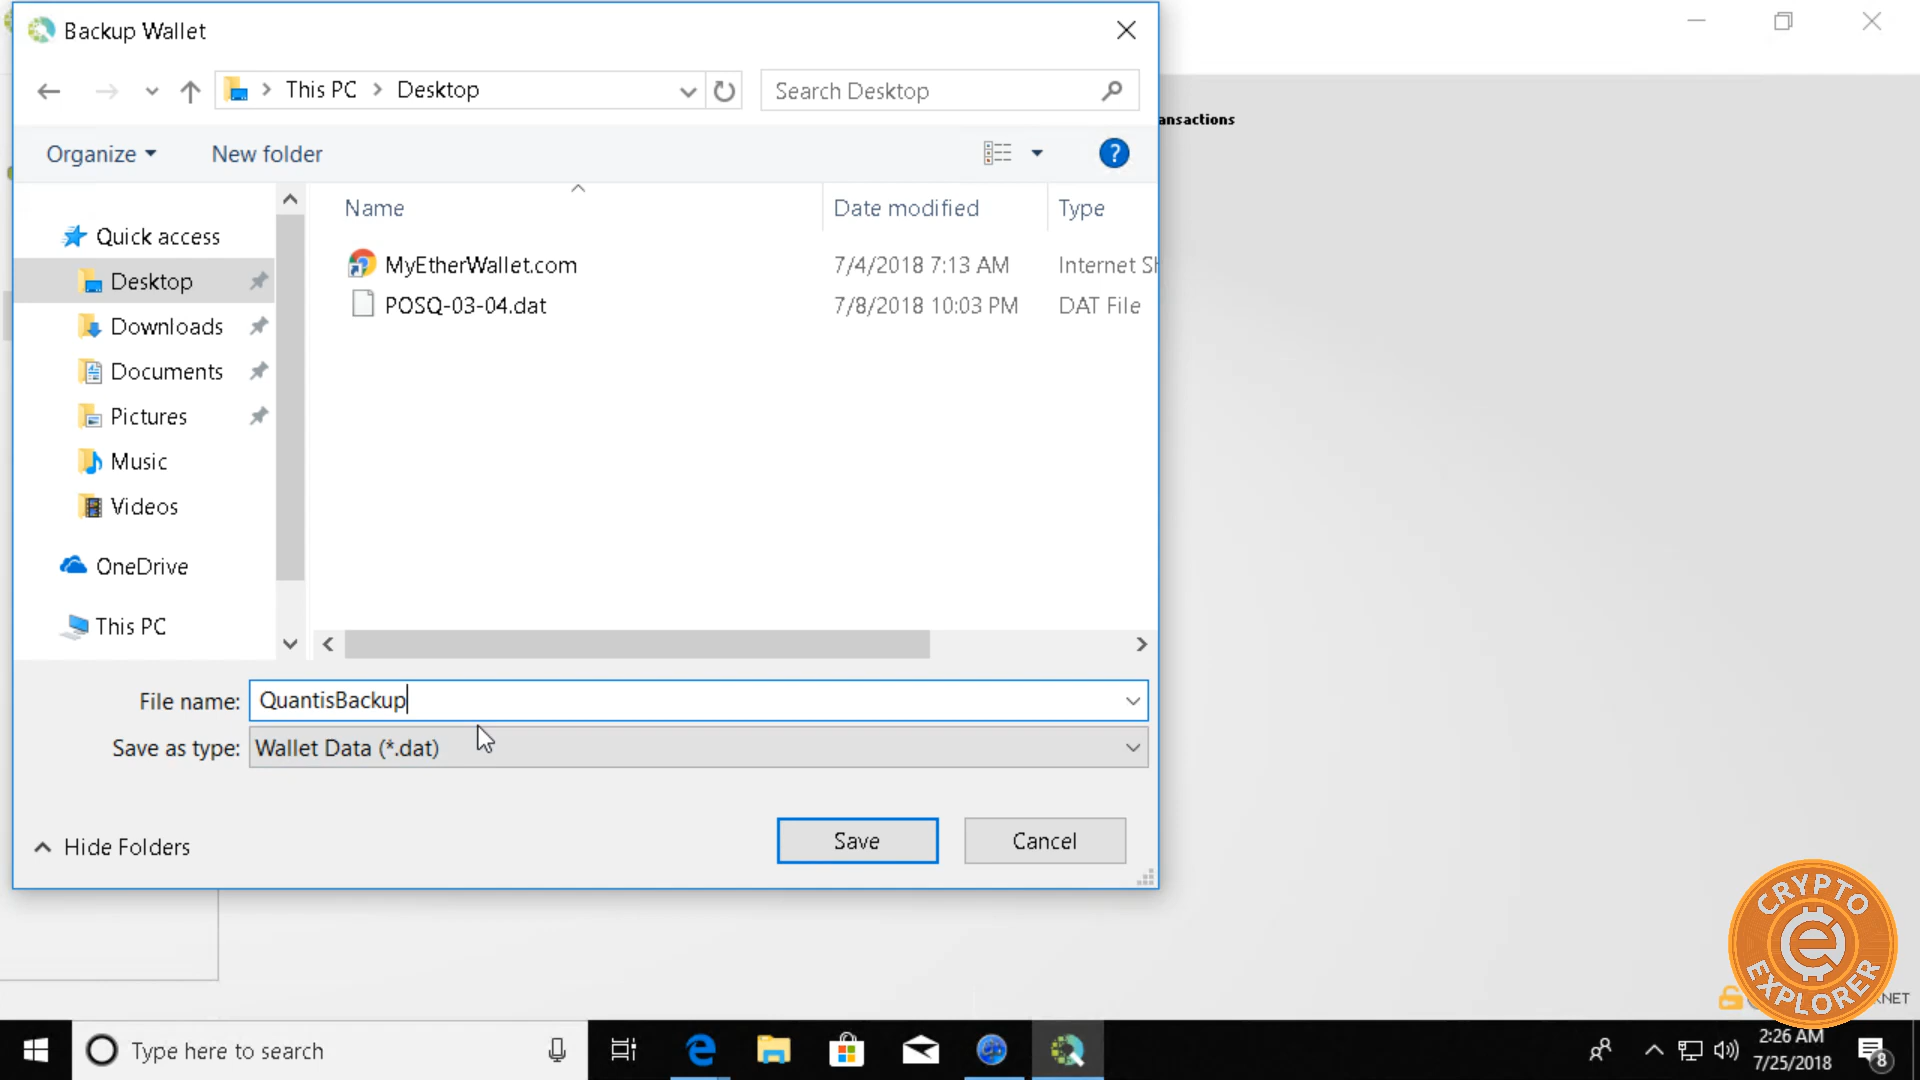 Backup Wallet
This PC > Desktop
Search Desktop
ansactions
Organize
New folder
?
Name
Date modified
Type
Quick access
MyEtherWallet.com
7/4/2018 7:13 AM
Internet Sh
Desktop
POSQ-03-04.dat
7/8/2018 10:03 PM
DAT File
Downloads
Documents
Pictures
Music
Videos
OneDrive
This PC
File name:
QuantisBackup
Save as type:
Wallet Data (*.dat)
Hide Folders
Save
Cancel
CRYPTO
EXPLORER
NET
Type here to search
2:26 AM
7/25/2018
8